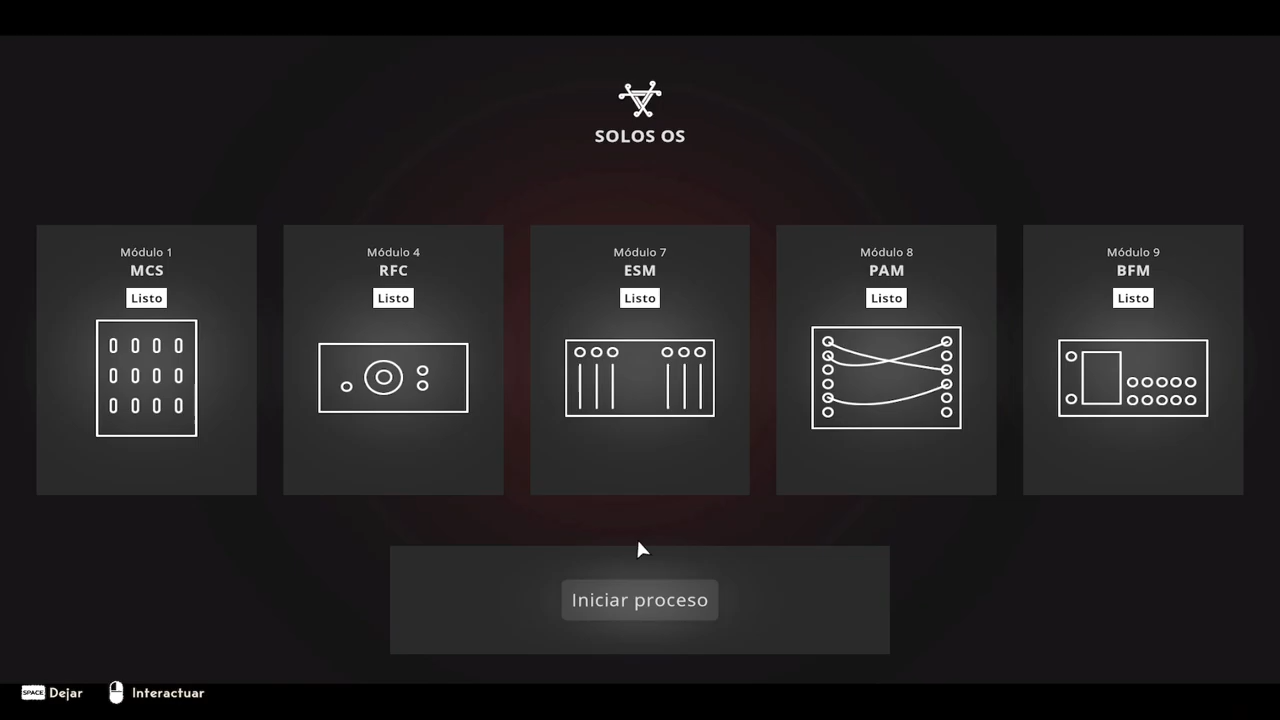 SOLOS OS
Módulo 1
MCS
Listo
Módulo 4
RFC
Listo
Módulo 7
ESM
Listo
Módulo 8
PAM
Listo
Módulo 9
BFM
Listo
Iniciar proceso
SPACE Dejar
Interactuar